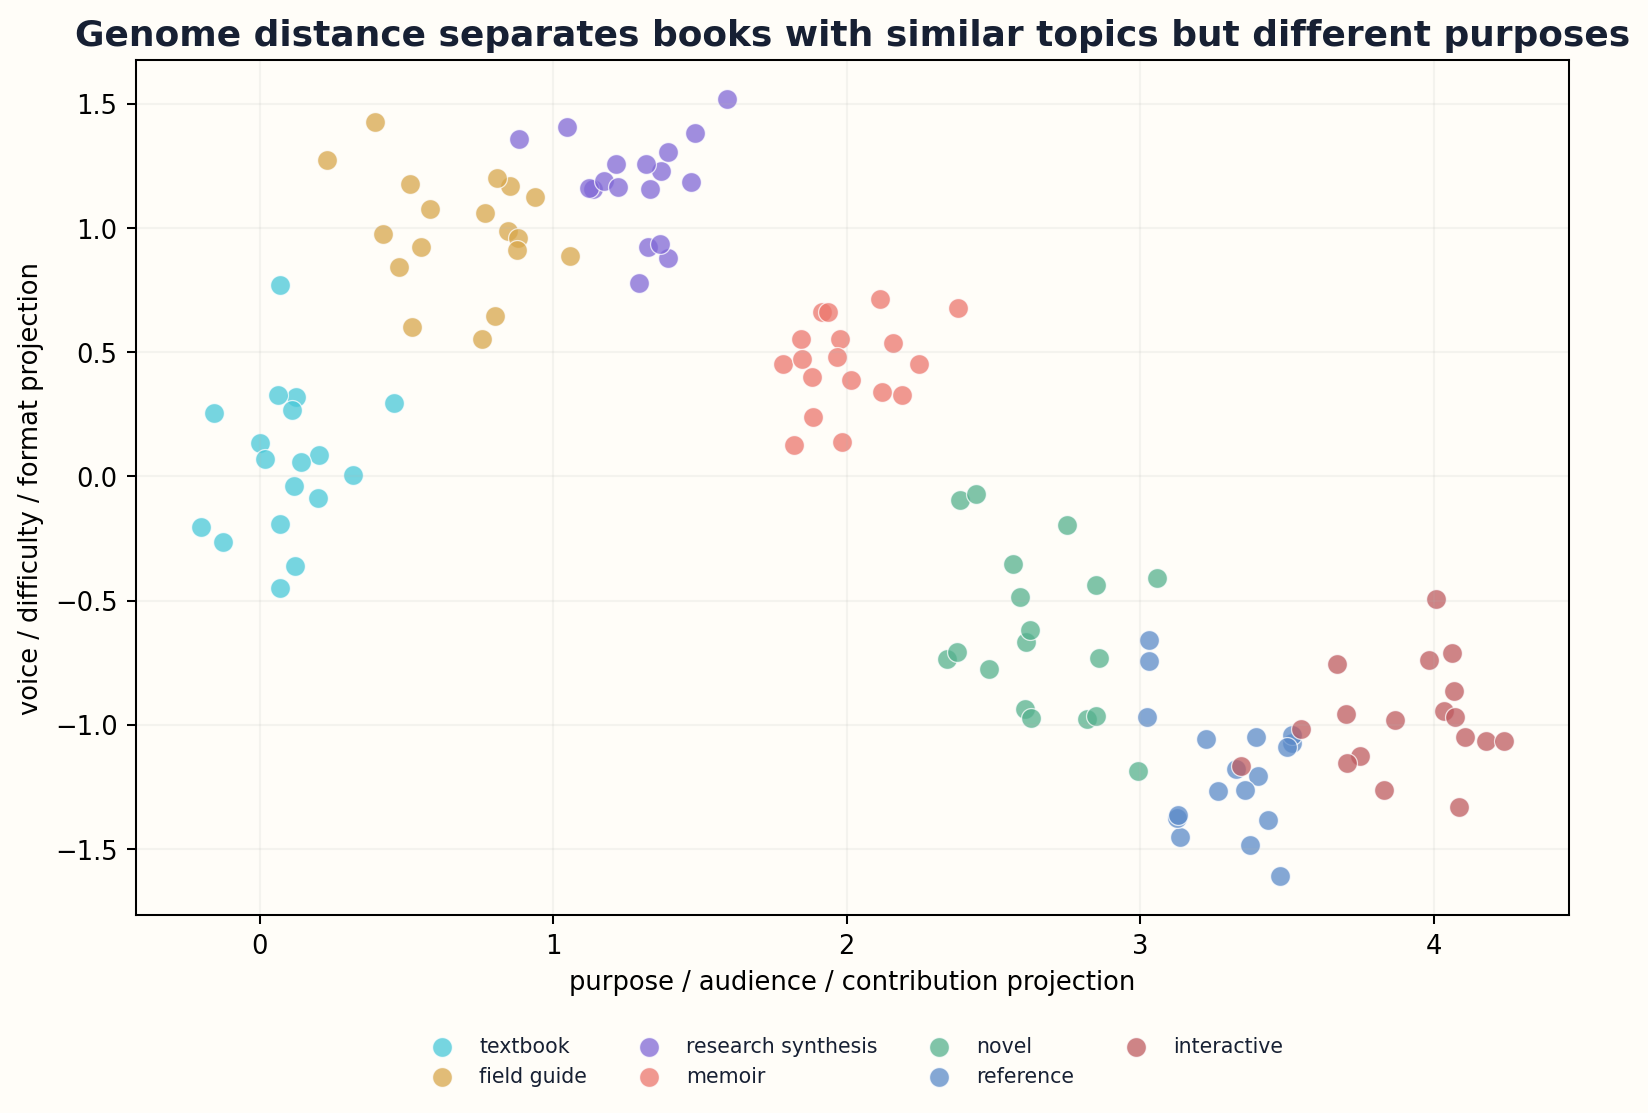 Genome distance separates books with similar topics but different purposes
voice / difficulty / format projection
1.5
1.0
0.5
0.0
−0.5
−1.0
−1.5
0
1
2
3
4
purpose / audience / contribution projection
textbook
field guide
research synthesis
memoir
novel
reference
interactive